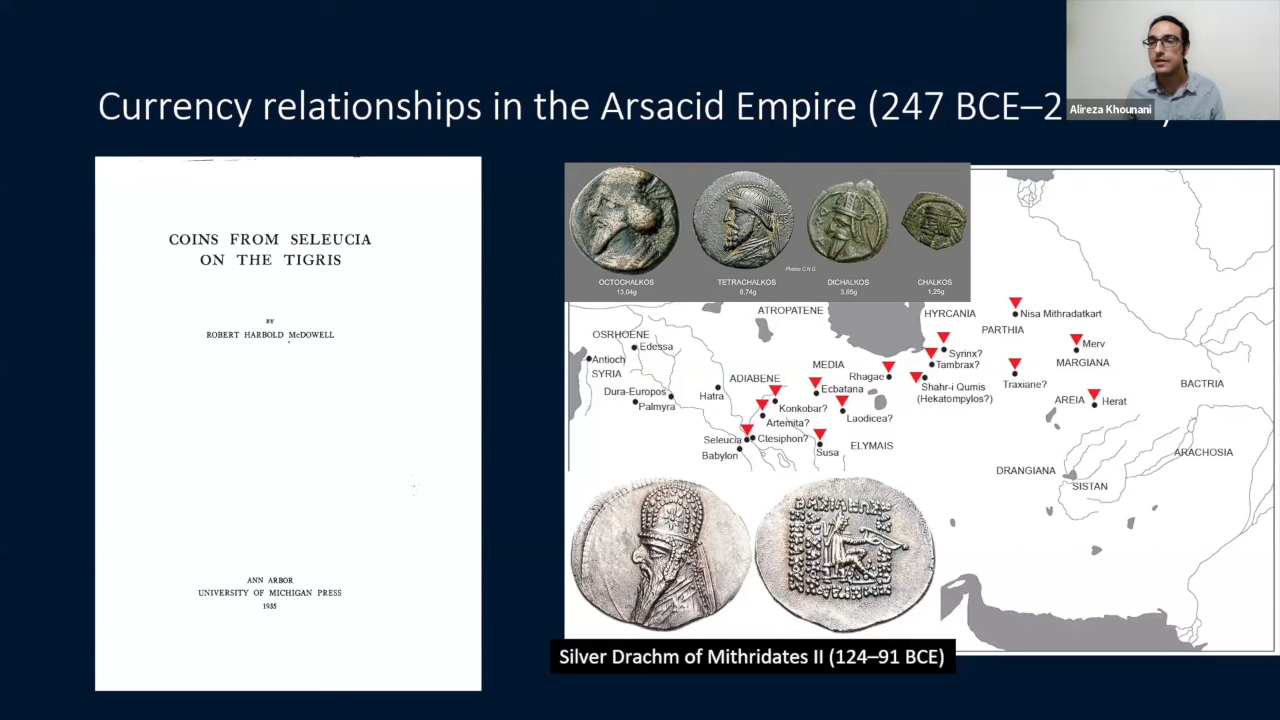 Currency relationships in the Arsacid Empire (247 BCE–2
Alireza Khounani
COINS FROM SELEUCIA
ON THE TIGRIS
BY
ROBERT HARBOLD McDOWELL
ANN ARBOR
UNIVERSITY OF MICHIGAN PRESS
1935
Photos C.N.G.
OCTOCHALKOS
13,04g
TETRACHALKOS
8,74g
DICHALKOS
3,65g
CHALKOS
1,25g
ATROPATENE
HYRCANIA
Nisa Mithradatkart
PARTHIA
OSRHOENE
Edessa
Antioch
SYRIA
Syrinx?
Merv
MARGIANA
Tambrax?
MEDIA
Rhagae
ADIABENE
Ecbatana
Shahr-i Qumis
(Hekatompylos?)
Traxiane?
BACTRIA
Dura-Europos
Palmyra
Hatra
Konkobar?
Laodicea?
AREIA
Herat
Artemita?
Seleucia
Ctesiphon?
Babylon
Susa
ELYMAIS
ARACHOSIA
DRANGIANA
SISTAN
Silver Drachm of Mithridates II (124–91 BCE)